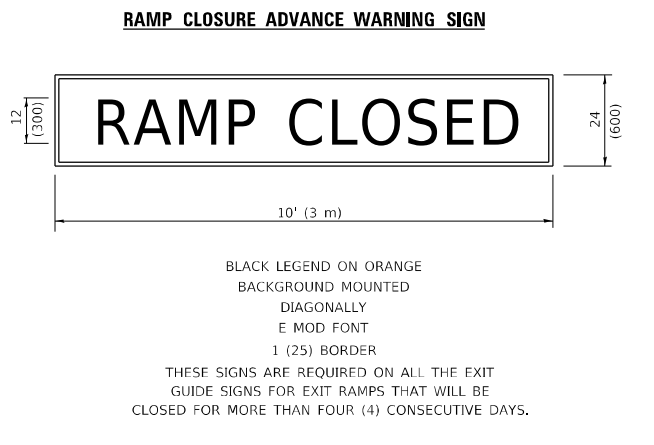 RAMP CLOSURE ADVANCE WARNING SIGN
12
(300)
RAMP CLOSED
24
(600)
10' (3 m)
BLACK LEGEND ON ORANGE
BACKGROUND MOUNTED
DIAGONALLY
E MOD FONT
1 (25) BORDER
THESE SIGNS ARE REQUIRED ON ALL THE EXIT
GUIDE SIGNS FOR EXIT RAMPS THAT WILL BE
CLOSED FOR MORE THAN FOUR (4) CONSECUTIVE DAYS.